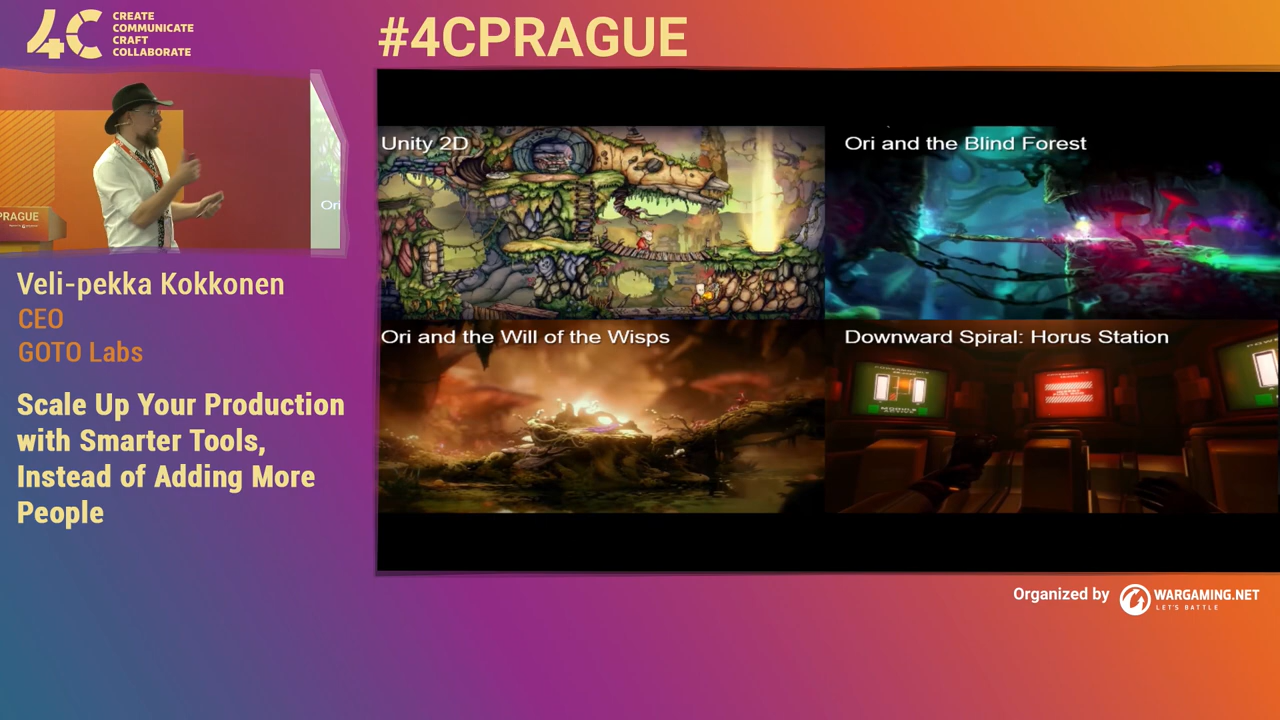 4C
CREATE
COMMUNICATE
CRAFT
COLLABORATE
#4CPRAGUE
PRAGUE
Ori
Veli-pekka Kokkonen
CEO
GOTO Labs
Scale Up Your Production
with Smarter Tools,
Instead of Adding More
People
Unity 2D
Ori and the Blind Forest
Ori and the Will of the Wisps
Downward Spiral: Horus Station
Organized by
WARGAMING.NET
LET'S BATTLE